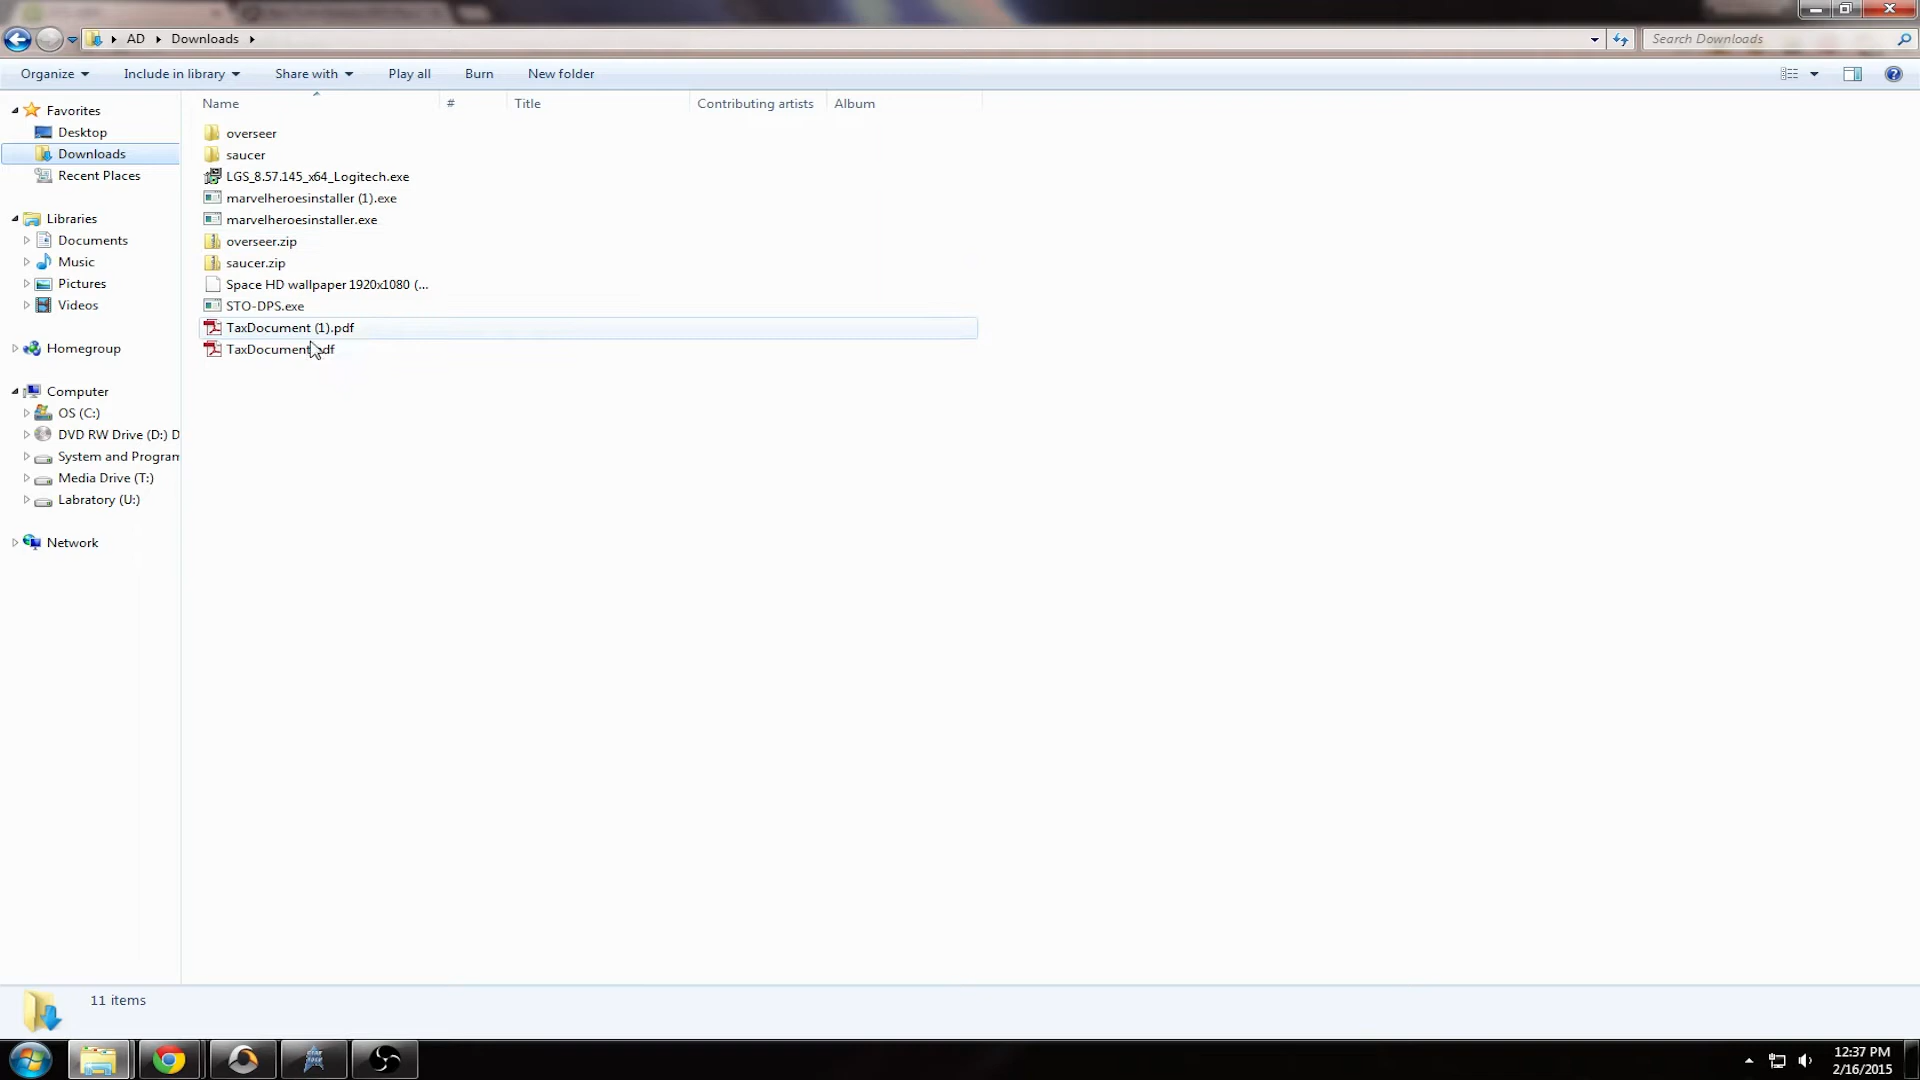 AD Downloads
Search Downloads
Organize Include in library Share with Play all Burn New folder
Name # Title Contributing artists Album
Favorites
Desktop
Downloads
Recent Places
Libraries
Documents
Music
Pictures
Videos
Homegroup
Computer
OS (C:)
DVD RW Drive (D:) D
System and Program
Media Drive (T:)
Labratory (U:)
Network
overseer
saucer
LGS_8.57.145_x64_Logitech.exe
marvelheroesinstaller (1).exe
marvelheroesinstaller.exe
overseer.zip
saucer.zip
Space HD wallpaper 1920x1080 (...
STO-DPS.exe
TaxDocument (1).pdf
TaxDocument.pdf
11 items
12:37 PM
2/16/2015